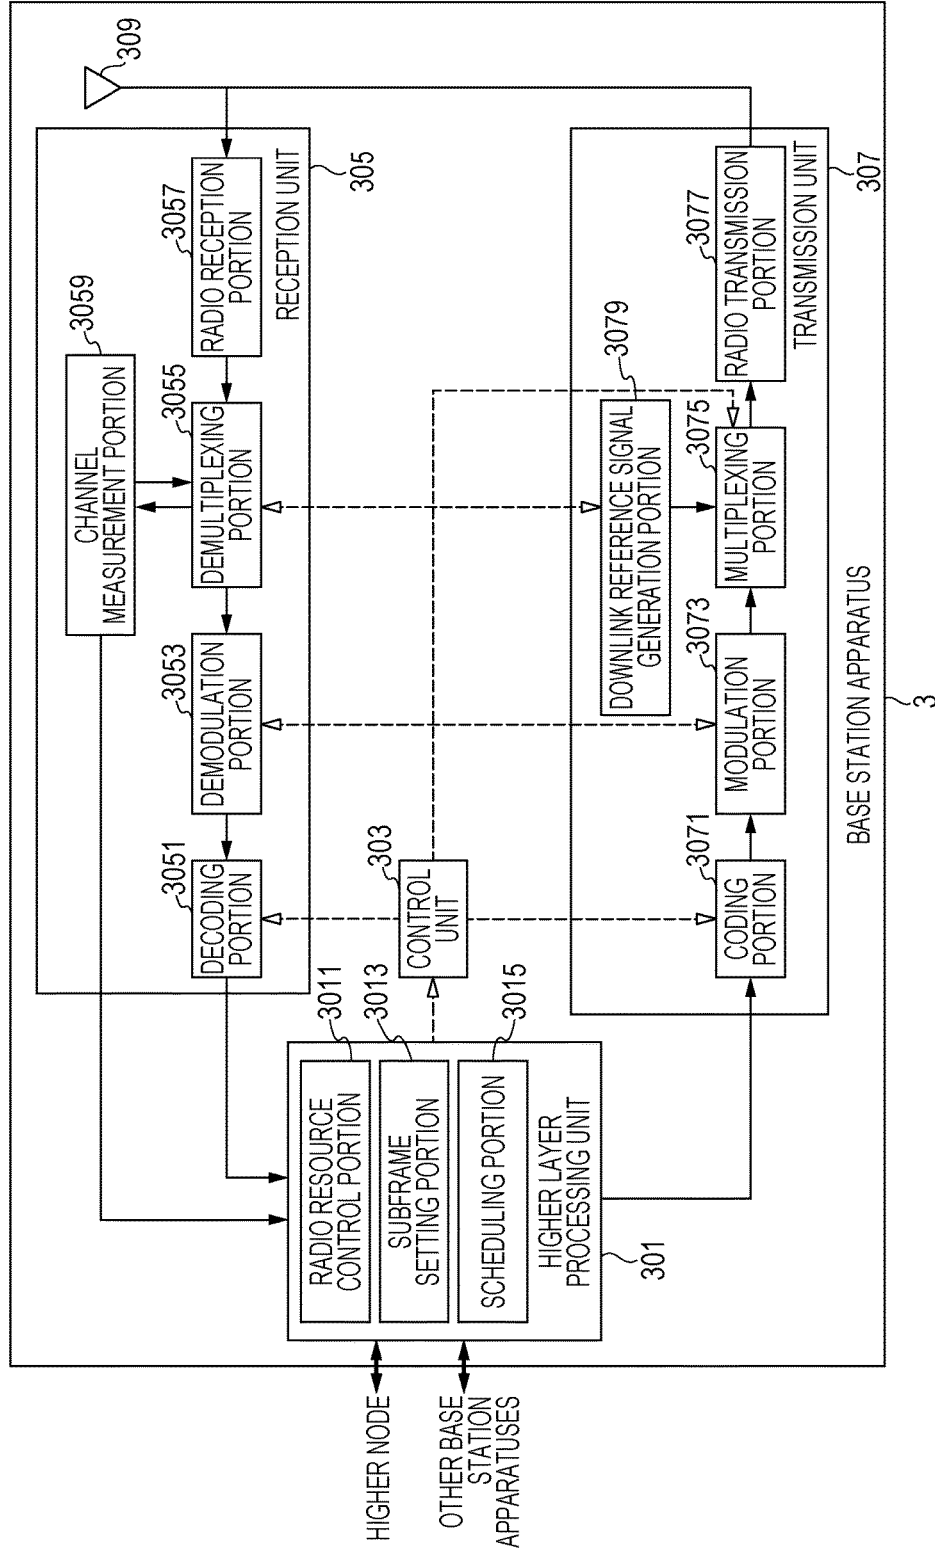 309
3059
CHANNEL
MEASUREMENT PORTION
3051
DECODING
PORTION
3053
DEMODULATION
PORTION
3055
DEMULTIPLEXING
PORTION
3057
RADIO RECEPTION
PORTION
RECEPTION UNIT
305
HIGHER NODE
OTHER BASE
STATION
APPARATUSES
3011
RADIO RESOURCE
CONTROL PORTION
3013
SUBFRAME
SETTING PORTION
3015
SCHEDULING PORTION
HIGHER LAYER
PROCESSING UNIT
301
303
CONTROL
UNIT
3079
DOWNLINK REFERENCE SIGNAL
GENERATION PORTION
3071
CODING
PORTION
3073
MODULATION
PORTION
3075
MULTIPLEXING
PORTION
3077
RADIO TRANSMISSION
PORTION
TRANSMISSION UNIT
307
BASE STATION APPARATUS
3